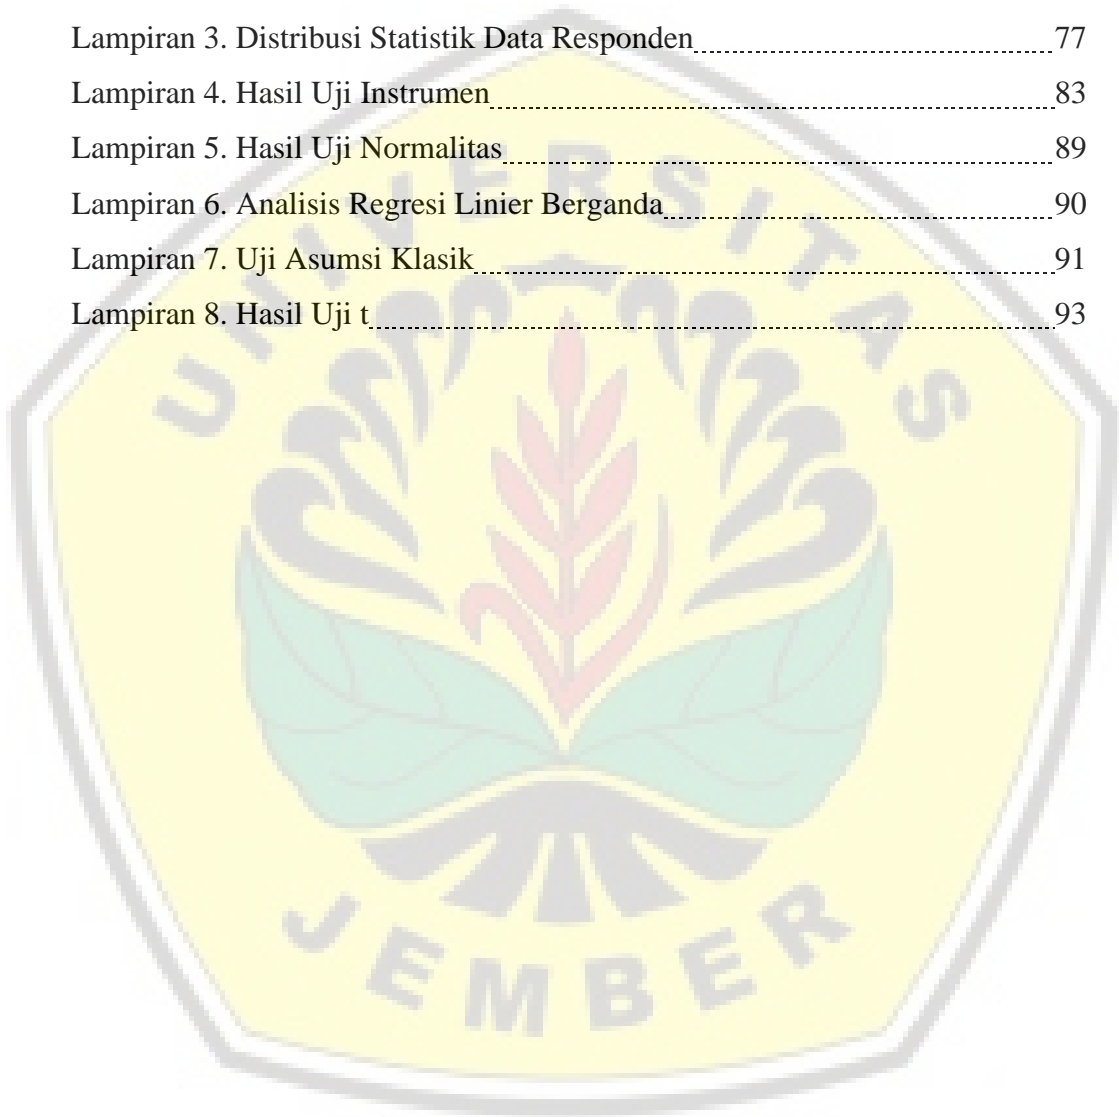 Lampiran 3. Distribusi Statistik Data Responden 77
Lampiran 4. Hasil Uji Instrumen 83
Lampiran 5. Hasil Uji Normalitas 89
Lampiran 6. Analisis Regresi Linier Berganda 90
Lampiran 7. Uji Asumsi Klasik 91
Lampiran 8. Hasil Uji t 93
UNIVERSITAS
JEMBER